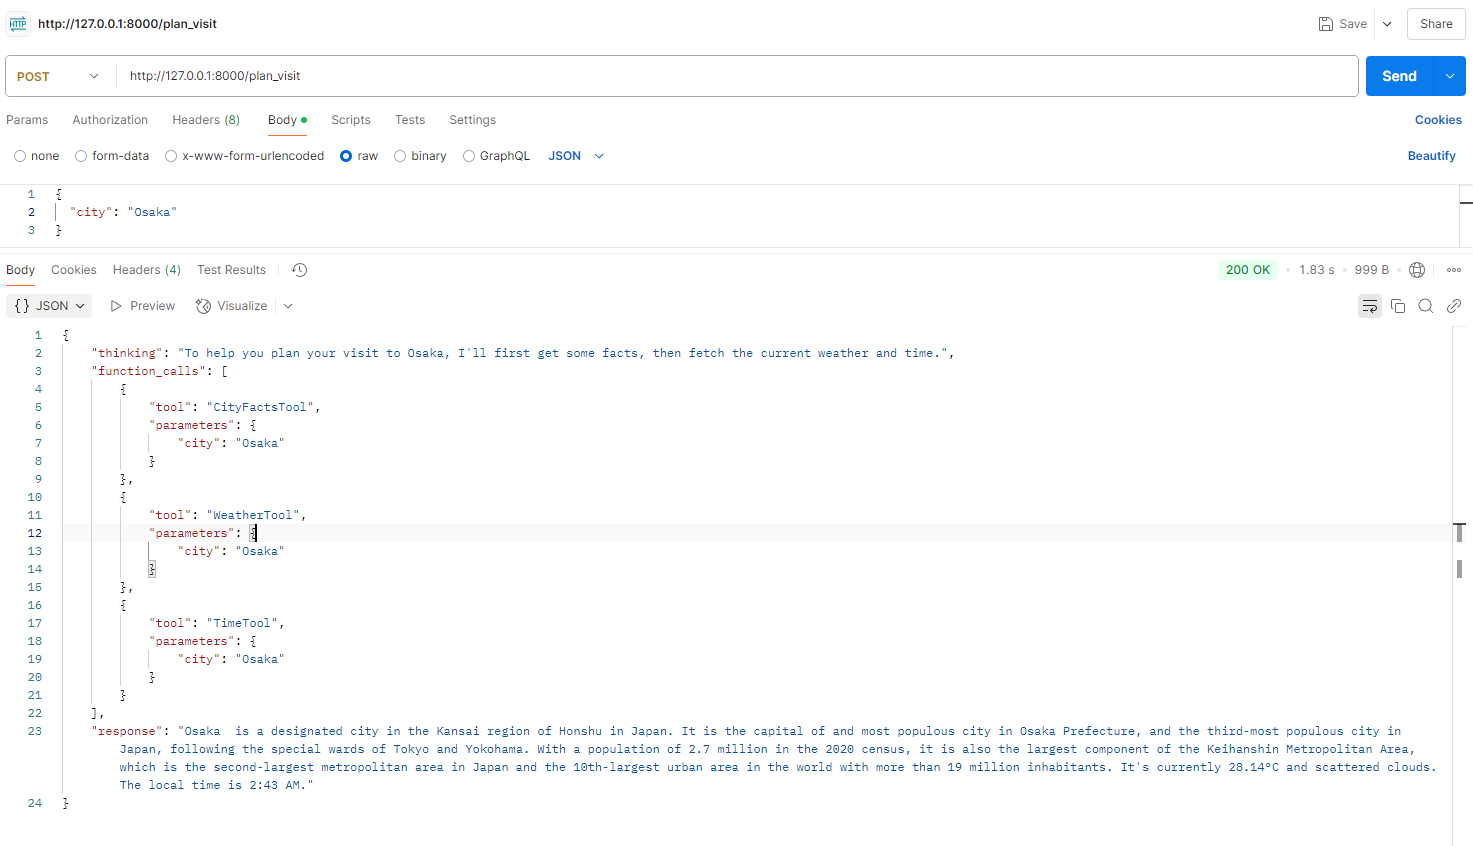 HTTP http://127.0.0.1:8000/plan_visit Save Share
POST http://127.0.0.1:8000/plan_visit Send
Params Authorization Headers (8) Body Scripts Tests Settings Cookies
none form-data x-www-form-urlencoded raw binary GraphQL JSON Beautify
1 {
2 "city": "Osaka"
3 }
Body Cookies Headers (4) Test Results 200 OK 1.83 s 999 B
{} JSON Preview Visualize
1 {
2 "thinking": "To help you plan your visit to Osaka, I'll first get some facts, then fetch the current weather and time.",
3 "function_calls": [
4 {
5 "tool": "CityFactsTool",
6 "parameters": {
7 "city": "Osaka"
8 }
9 },
10 {
11 "tool": "WeatherTool",
12 "parameters": {
13 "city": "Osaka"
14 }
15 },
16 {
17 "tool": "TimeTool",
18 "parameters": {
19 "city": "Osaka"
20 }
21 }
22 ],
23 "response": "Osaka  is a designated city in the Kansai region of Honshu in Japan. It is the capital of and most populous city in Osaka Prefecture, and the third-most populous city in
Japan, following the special wards of Tokyo and Yokohama. With a population of 2.7 million in the 2020 census, it is also the largest component of the Keihanshin Metropolitan Area,
which is the second-largest metropolitan area in Japan and the 10th-largest urban area in the world with more than 19 million inhabitants. It's currently 28.14°C and scattered clouds.
The local time is 2:43 AM."
24 }